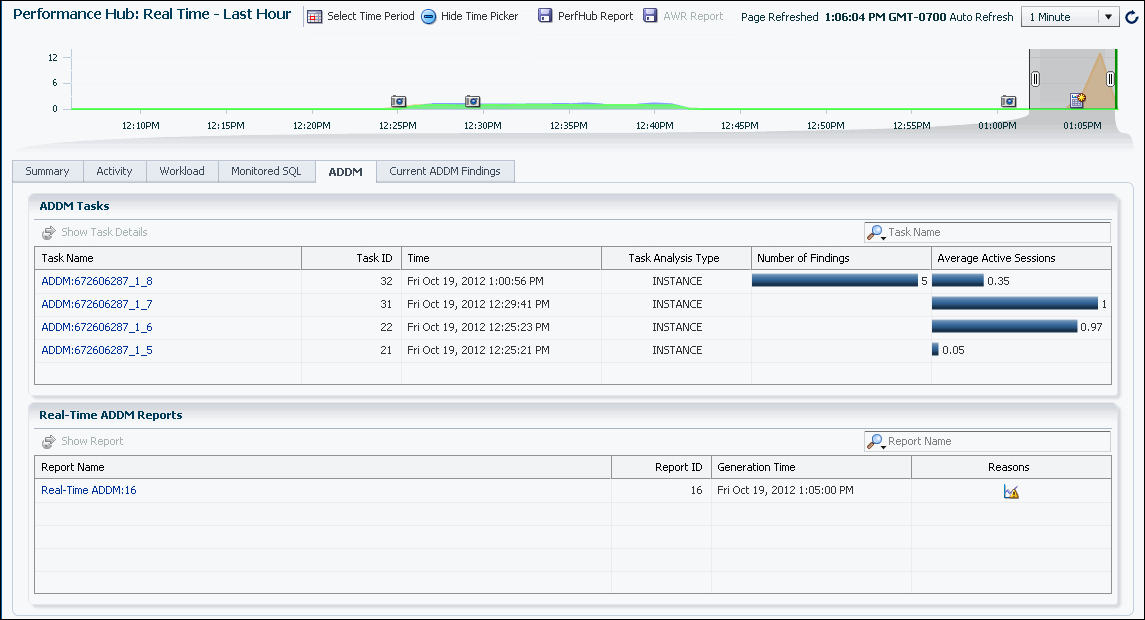 Performance Hub: Real Time - Last Hour Select Time Period Hide Time Picker PerfHub Report AWR Report Page Refreshed 1:06:04 PM GMT-0700 Auto Refresh 1 Minute
12
6
0
12:10PM 12:15PM 12:20PM 12:25PM 12:30PM 12:35PM 12:40PM 12:45PM 12:50PM 12:55PM 01:00PM 01:05PM
Summary Activity Workload Monitored SQL ADDM Current ADDM Findings
ADDM Tasks
Show Task Details Task Name
Task Name Task ID Time Task Analysis Type Number of Findings Average Active Sessions
ADDM:672606287_1_8 32 Fri Oct 19, 2012 1:00:56 PM INSTANCE 5 0.35
ADDM:672606287_1_7 31 Fri Oct 19, 2012 12:29:41 PM INSTANCE 1
ADDM:672606287_1_6 22 Fri Oct 19, 2012 12:25:23 PM INSTANCE 0.97
ADDM:672606287_1_5 21 Fri Oct 19, 2012 12:25:21 PM INSTANCE 0.05
Real-Time ADDM Reports
Show Report Report Name
Report Name Report ID Generation Time Reasons
Real-Time ADDM:16 16 Fri Oct 19, 2012 1:05:00 PM